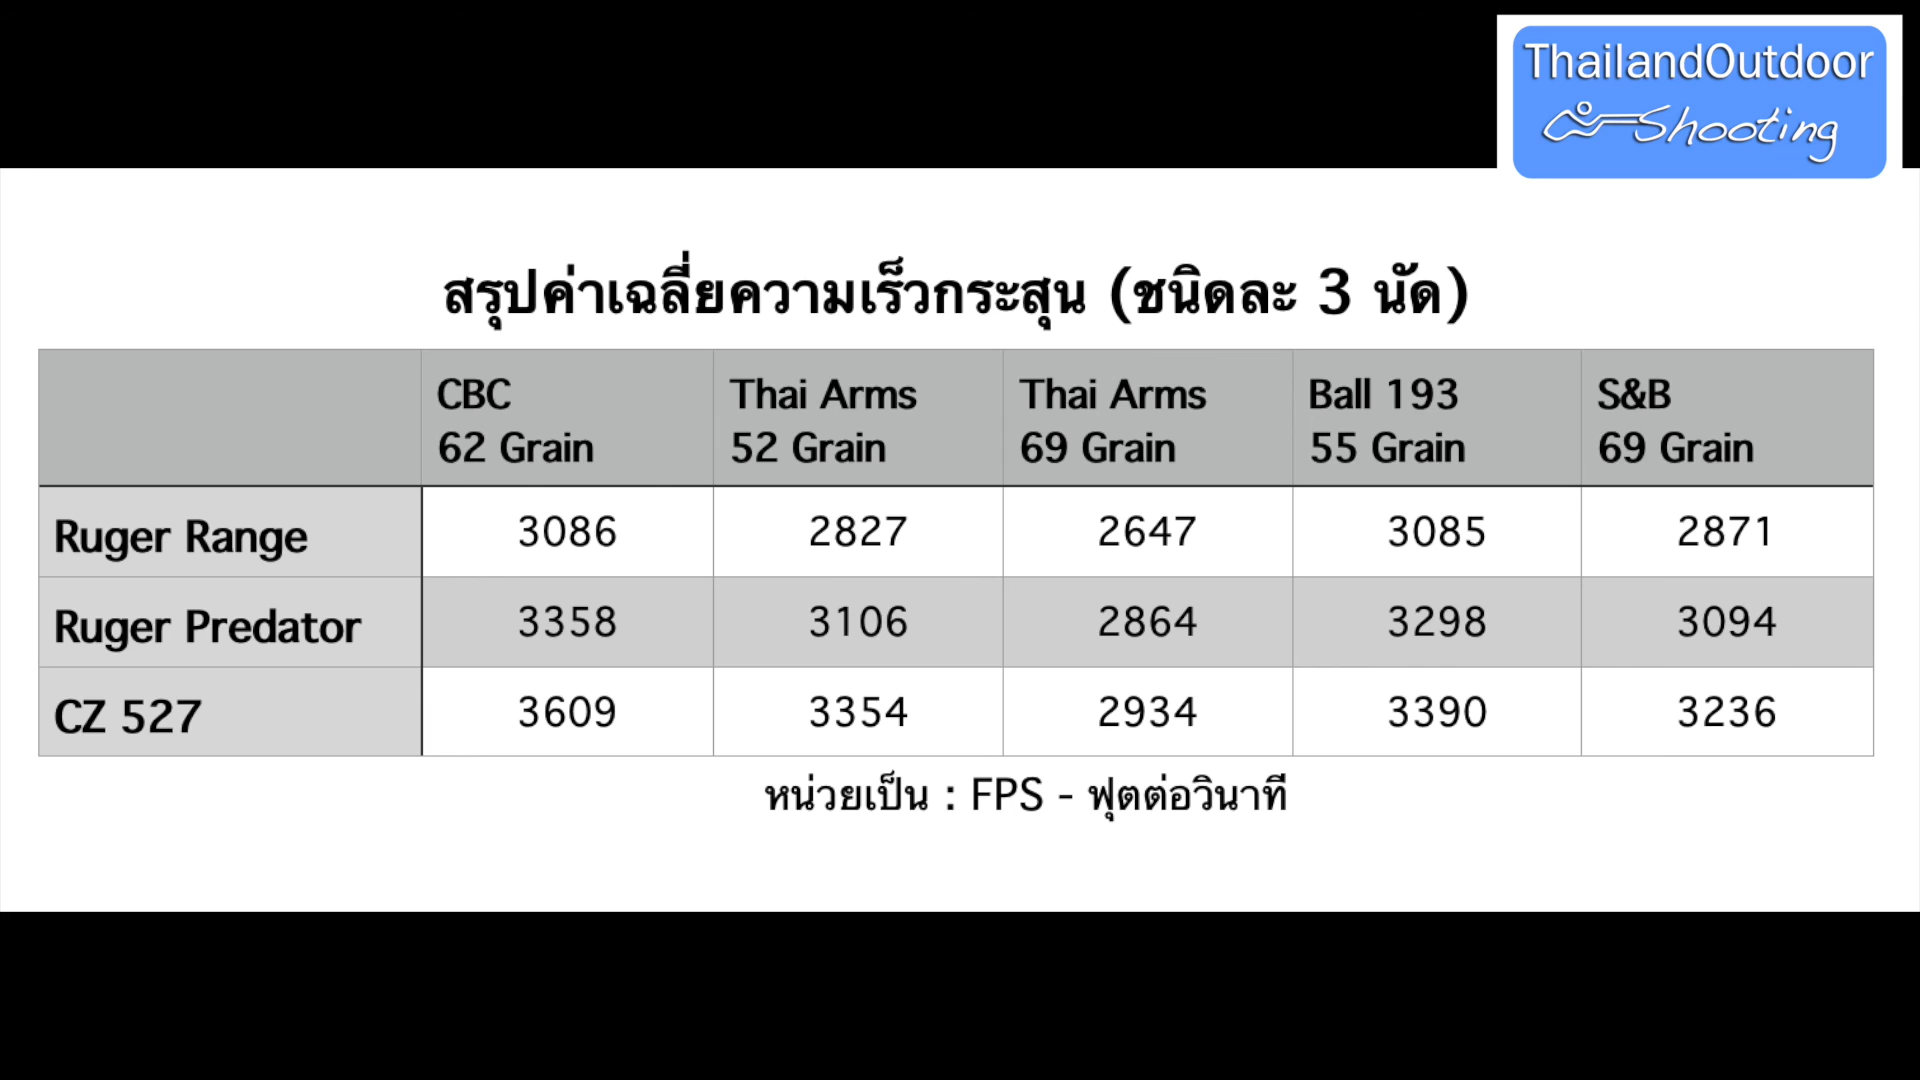 ThailandOutdoor
Shooting
สรุปค่าเฉลี่ยความเร็วกระสุน (ชนิดละ 3 นัด)
CBC 62 Grain
Thai Arms 52 Grain
Thai Arms 69 Grain
Ball 193 55 Grain
S&B 69 Grain
Ruger Range 3086 2827 2647 3085 2871
Ruger Predator 3358 3106 2864 3298 3094
CZ 527 3609 3354 2934 3390 3236
หน่วยเป็น : FPS - ฟุตต่อวินาที